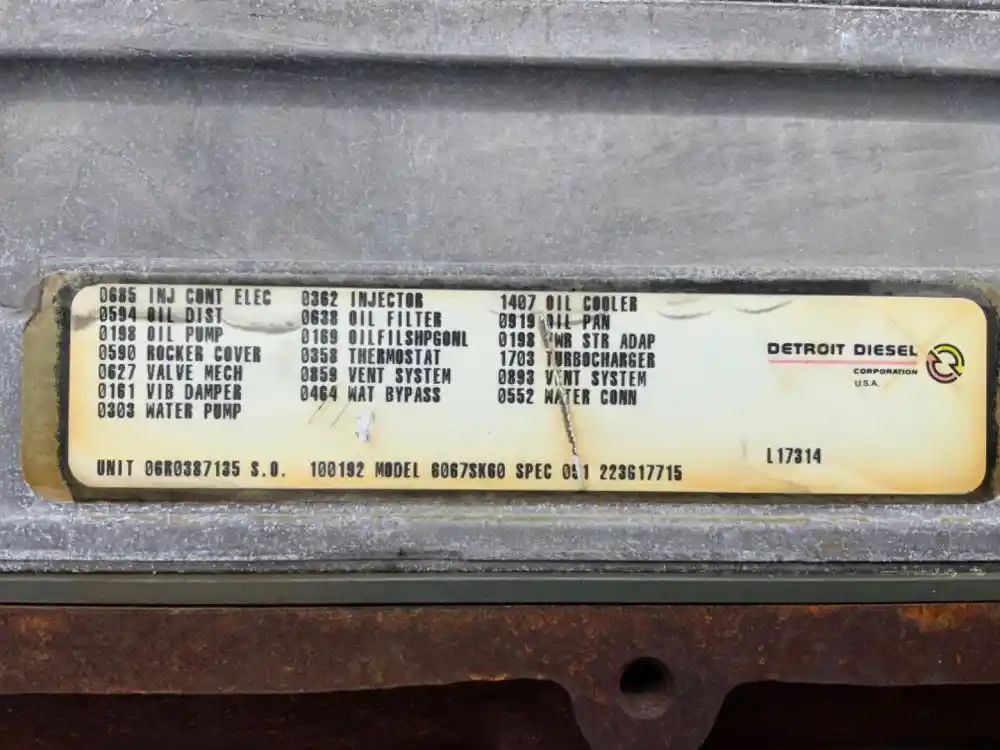 0685 INJ CONT ELEC 0362 INJECTOR 1407 OIL COOLER
0594 OIL DIST 0638 OIL FILTER 0919 OIL PAN
0198 OIL PUMP 0169 OILFILSHPGONL 0198 PWR STR ADAP
0590 ROCKER COVER 0358 THERMOSTAT 1703 TURBOCHARGER
0627 VALVE MECH 0859 VENT SYSTEM 0893 VENT SYSTEM
0161 VIB DAMPER 0464 WAT BYPASS 0552 WATER CONN
0303 WATER PUMP
DETROIT DIESEL
CORPORATION
U.S.A.
L17314
UNIT 06R0387135 S.O. 100192 MODEL 6067SK60 SPEC 223G17715